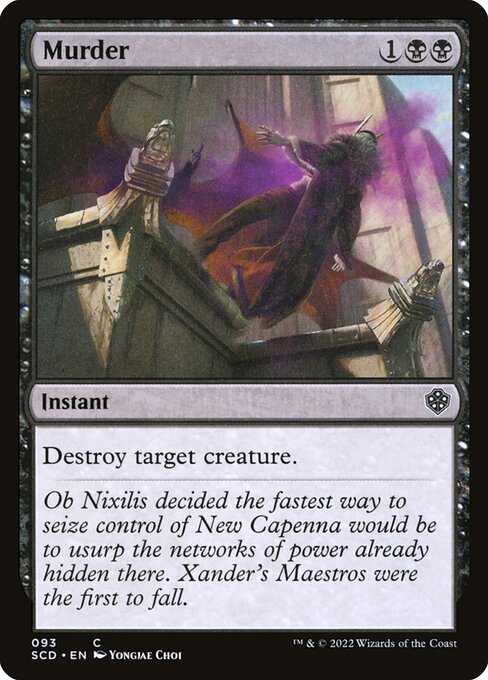 Murder 1
Instant
Destroy target creature.
Ob Nixilis decided the fastest way to
seize control of New Capenna would be
to usurp the networks of power already
hidden there. Xander's Maestros were
the first to fall.
093 C
SCD • EN Yongjae Choi
™ & © 2022 Wizards of the Coast